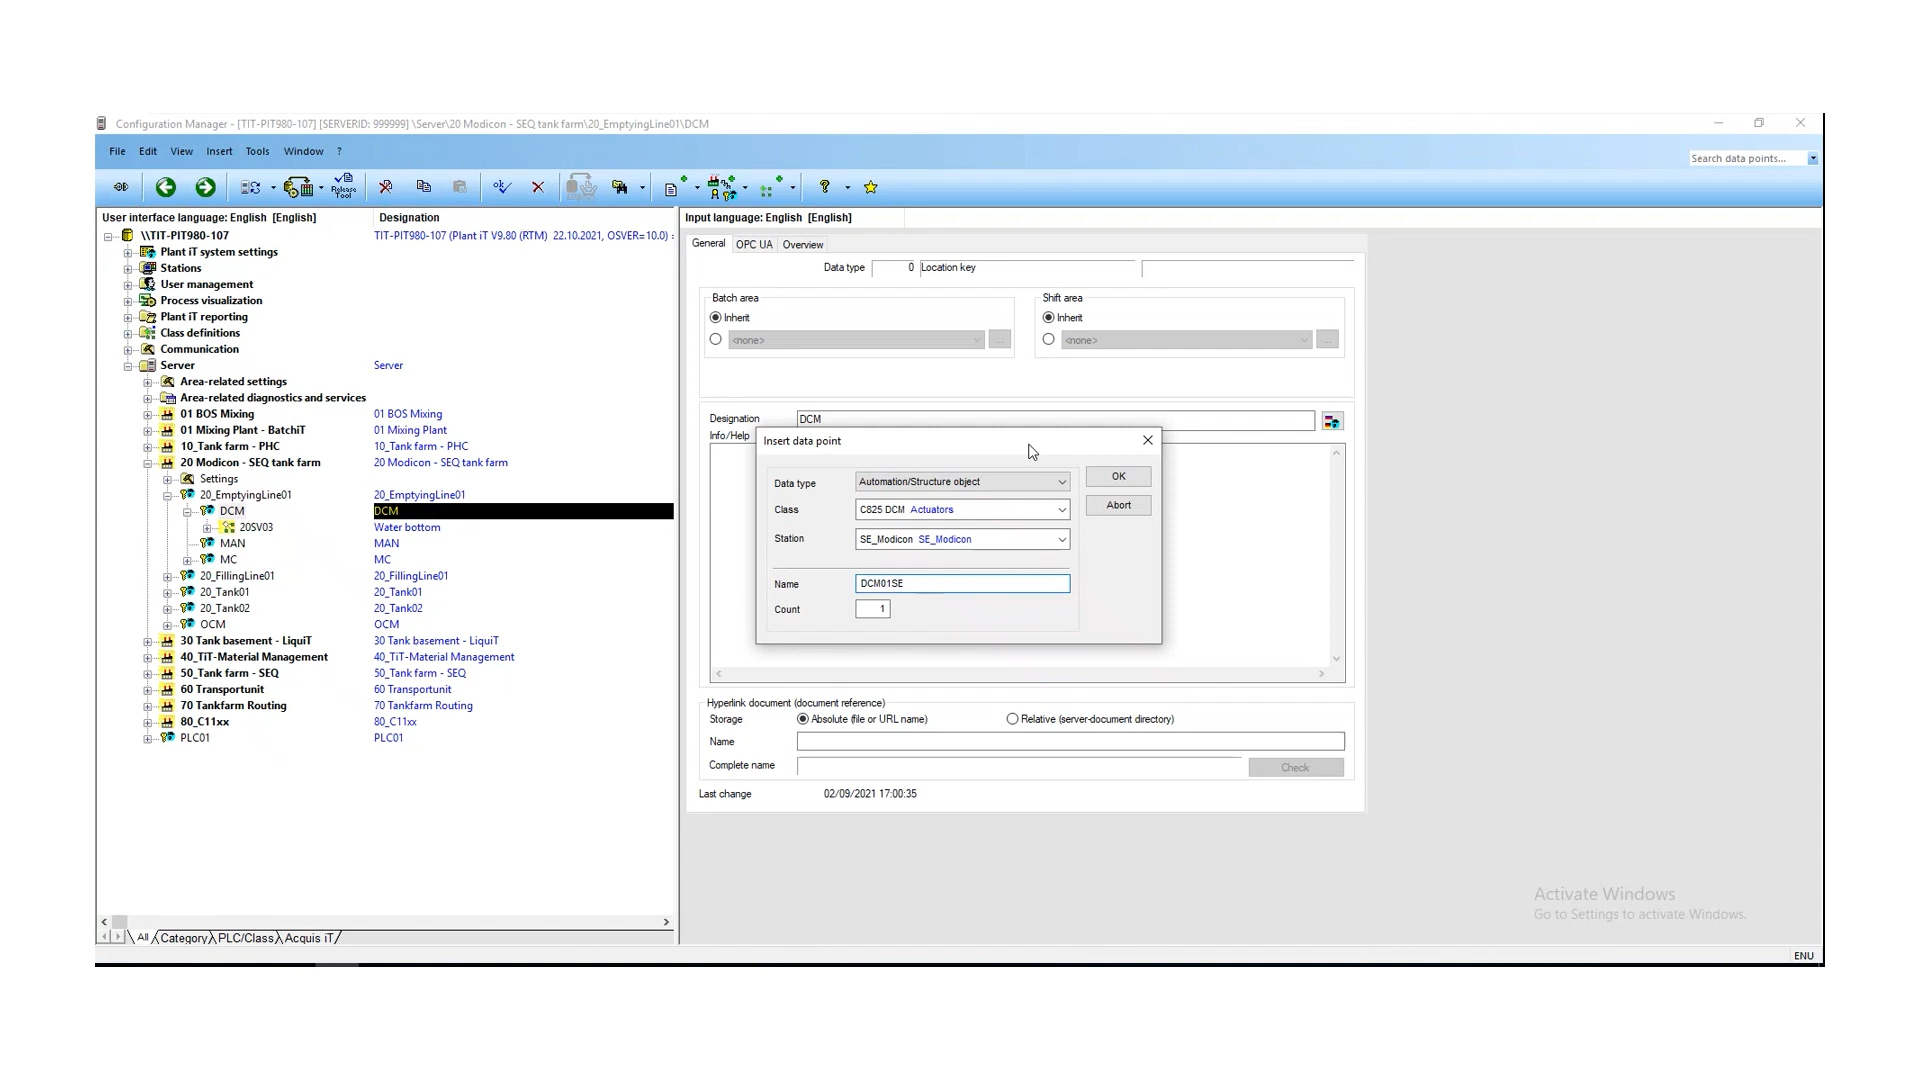 Configuration Manager - [TIT-PIT980-107] [SERVERID: 999999] \Server\20 Modicon - SEQ tank farm\20_EmptyingLine01\DCM
File Edit View Insert Tools Window ?
Search data points...
Release Tool
User interface language: English [English] Designation
\\TIT-PIT980-107 TIT-PIT980-107 (Plant iT V9.80 (RTM) 22.10.2021, OSVER=10.0) :
Plant iT system settings
Stations
User management
Process visualization
Plant iT reporting
Class definitions
Communication
Server Server
Area-related settings
Area-related diagnostics and services
01 BOS Mixing 01 BOS Mixing
01 Mixing Plant - BatchiT 01 Mixing Plant
10_Tank farm - PHC 10_Tank farm - PHC
20 Modicon - SEQ tank farm 20 Modicon - SEQ tank farm
Settings
20_EmptyingLine01 20_EmptyingLine01
DCM DCM
20SV03 Water bottom
MAN MAN
MC MC
20_FillingLine01 20_FillingLine01
20_Tank01 20_Tank01
20_Tank02 20_Tank02
OCM OCM
30 Tank basement - LiquiT 30 Tank basement - LiquiT
40_TiT-Material Management 40_TiT-Material Management
50_Tank farm - SEQ 50_Tank farm - SEQ
60 Transportunit 60 Transportunit
70 Tankfarm Routing 70 Tankfarm Routing
80_C11xx 80_C11xx
PLC01 PLC01
All Category PLC/Class Acquis iT
Input language: English [English]
General OPC UA Overview
Data type 0 Location key
Batch area Shift area
Inherit Inherit
<none> ... <none> ...
Designation DCM
Info/Help
Insert data point
Data type Automation/Structure object OK
Class C825 DCM Actuators Abort
Station SE_Modicon SE_Modicon
Name DCM01SE
Count 1
Hyperlink document (document reference)
Storage Absolute (file or URL name) Relative (server-document directory)
Name
Complete name Check
Last change 02/09/2021 17:00:35
Activate Windows
Go to Settings to activate Windows.
ENU